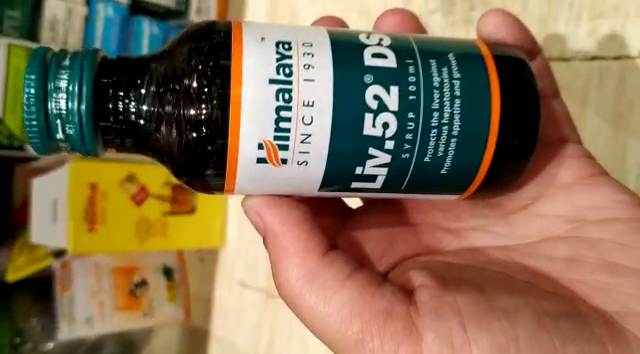 Himalaya
SINCE 1930
Liv.52® DS
SYRUP 100ml
Protects the liver against
various hepatotoxins.
Promotes appetite and growth